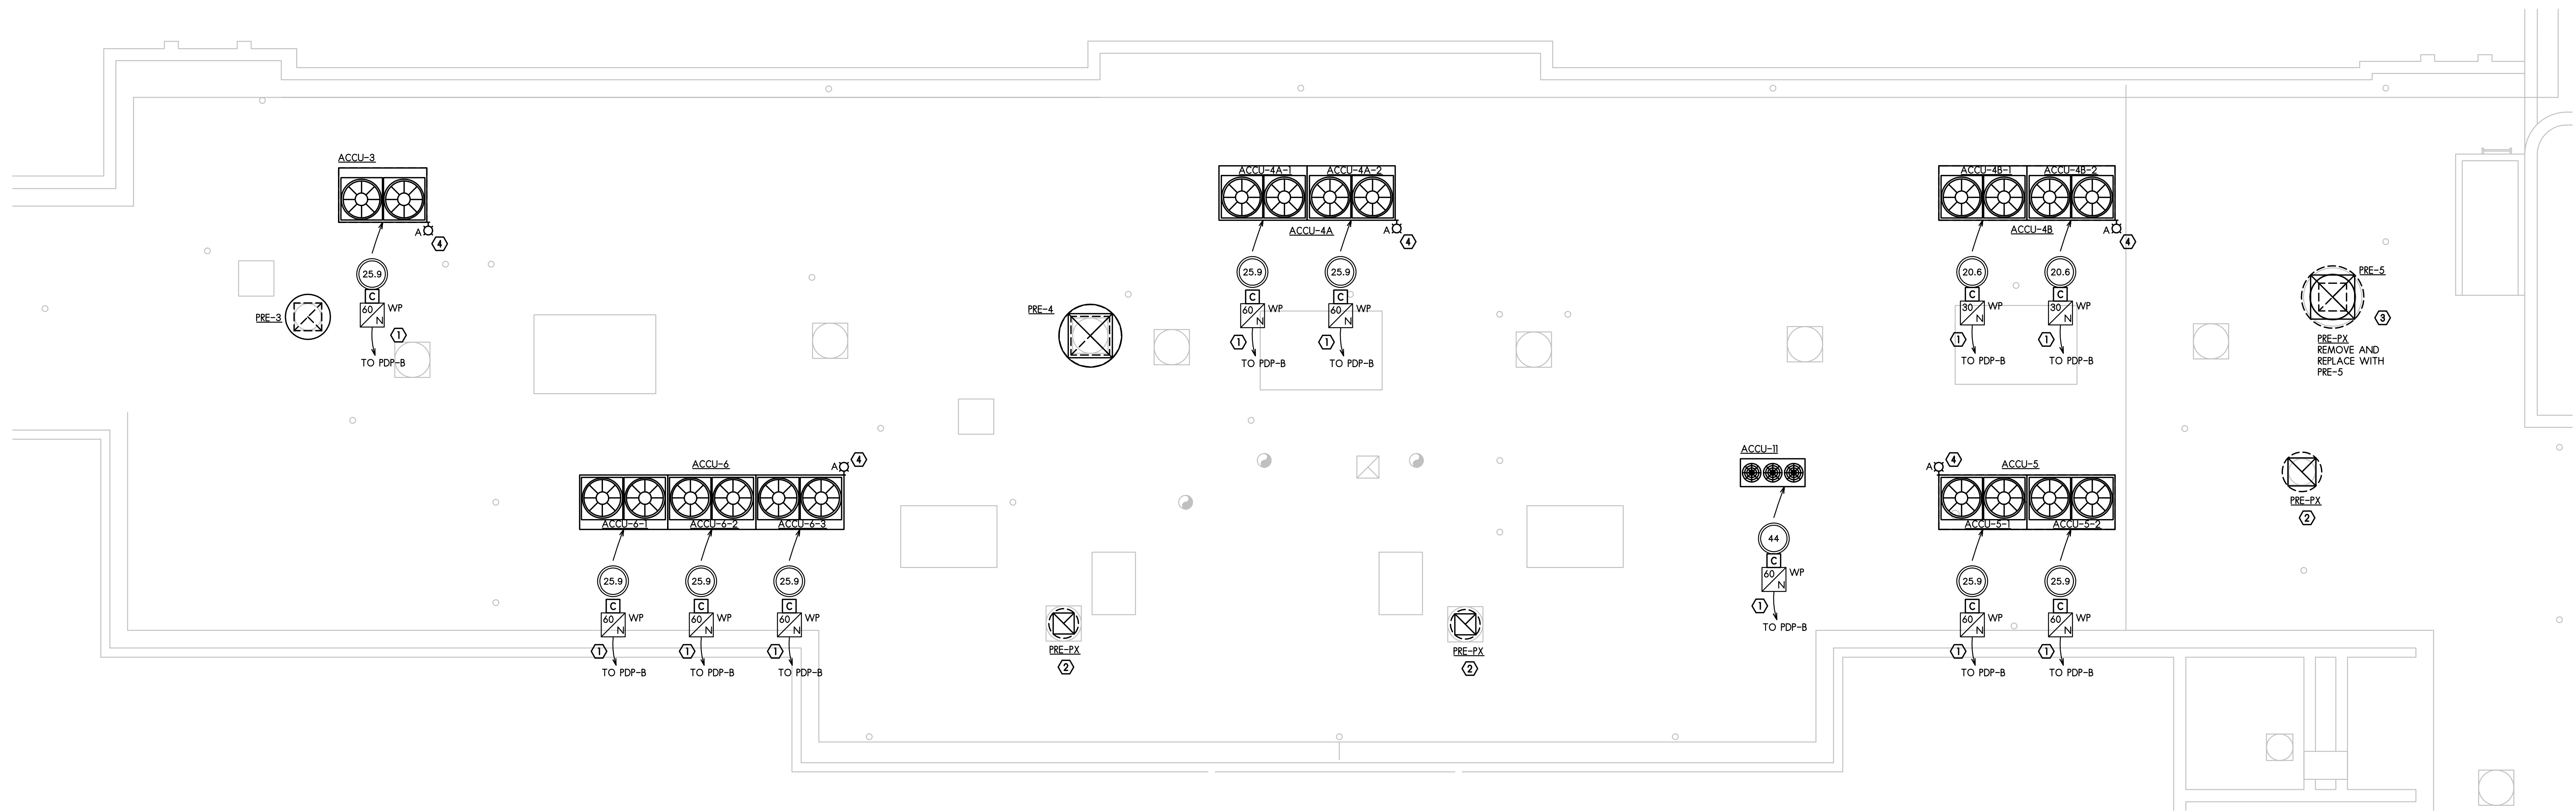 ACCU-3
A
4
25.9
C
60
N
WP
1
TO PDP-B
PRE-3
PRE-4
ACCU-4A-1
ACCU-4A-2
ACCU-4A
A
4
25.9
C
60
N
WP
1
TO PDP-B
25.9
C
60
N
WP
1
TO PDP-B
ACCU-4B-1
ACCU-4B-2
ACCU-4B
A
4
20.6
C
30
N
WP
1
TO PDP-B
20.6
C
30
N
WP
1
TO PDP-B
PRE-5
3
PRE-PX
REMOVE AND
REPLACE WITH
PRE-5
ACCU-6
A
4
ACCU-6-1
ACCU-6-2
ACCU-6-3
25.9
C
60
N
WP
1
TO PDP-B
25.9
C
60
N
WP
1
TO PDP-B
25.9
C
60
N
WP
1
TO PDP-B
PRE-PX
2
PRE-PX
2
ACCU-11
44
C
60
N
WP
1
TO PDP-B
A
4
ACCU-5
ACCU-5-1
ACCU-5-2
25.9
C
60
N
WP
1
TO PDP-B
25.9
C
60
N
WP
1
TO PDP-B
PRE-PX
2